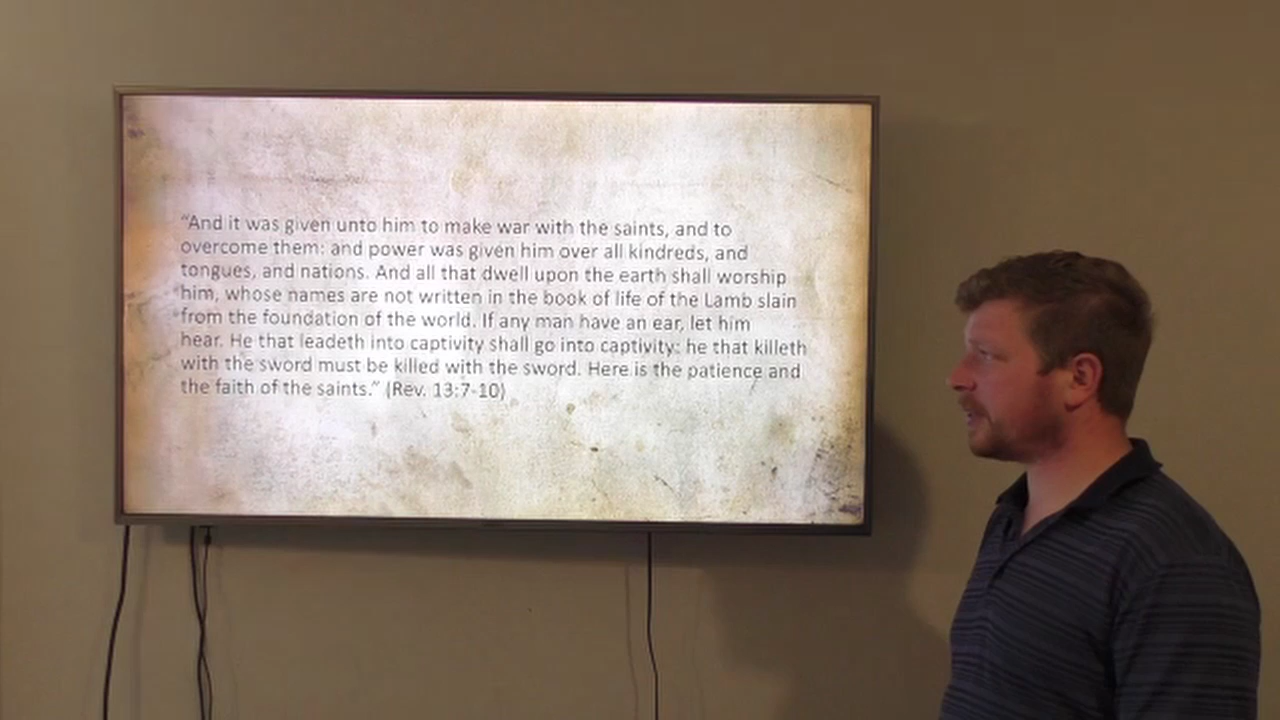 “And it was given unto him to make war with the saints, and to
overcome them: and power was given him over all kindreds, and
tongues, and nations. And all that dwell upon the earth shall worship
him, whose names are not written in the book of life of the Lamb slain
from the foundation of the world. If any man have an ear, let him
hear. He that leadeth into captivity shall go into captivity: he that killeth
with the sword must be killed with the sword. Here is the patience and
the faith of the saints.” (Rev. 13:7-10)